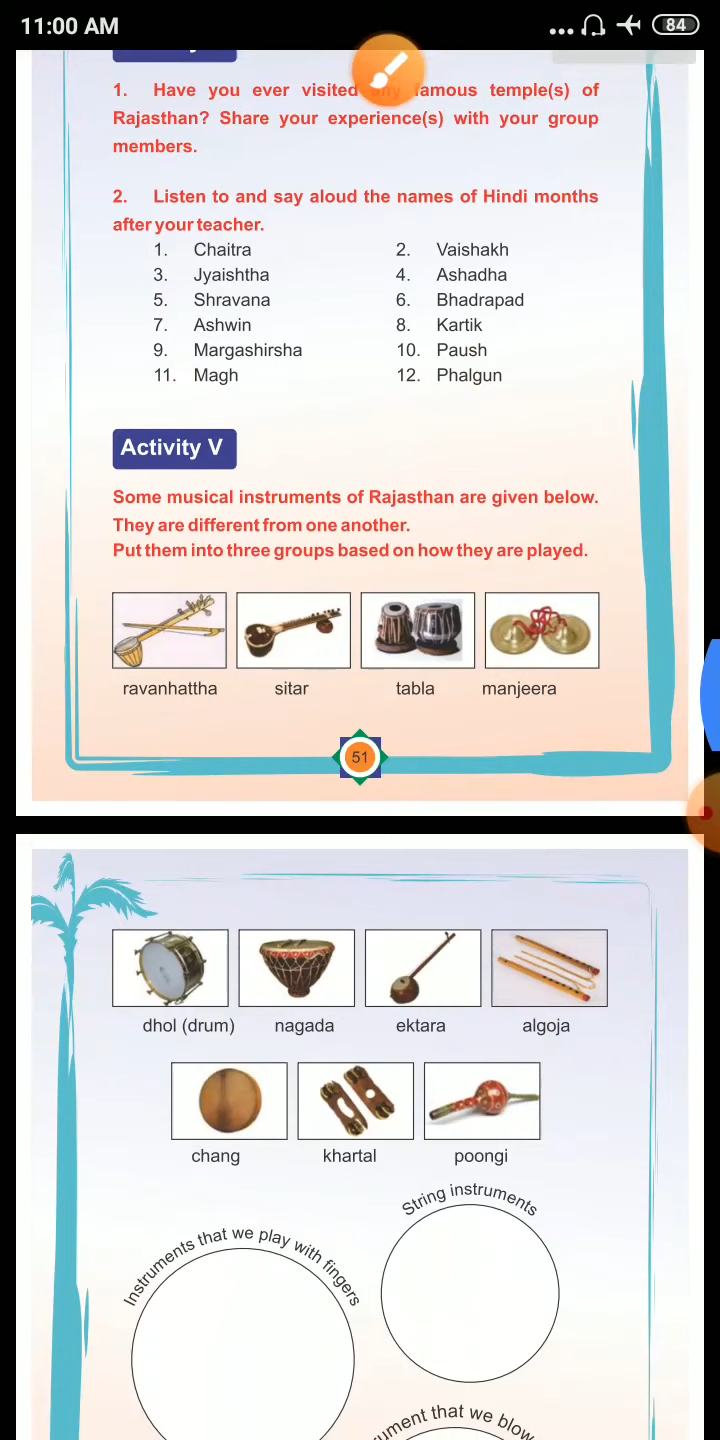 11:00 AM
84
1. Have you ever visited any famous temple(s) of
Rajasthan? Share your experience(s) with your group
members.
2. Listen to and say aloud the names of Hindi months
after your teacher.
1. Chaitra 2. Vaishakh
3. Jyaishtha 4. Ashadha
5. Shravana 6. Bhadrapad
7. Ashwin 8. Kartik
9. Margashirsha 10. Paush
11. Magh 12. Phalgun
Activity V
Some musical instruments of Rajasthan are given below.
They are different from one another.
Put them into three groups based on how they are played.
ravanhattha sitar tabla manjeera
51
dhol (drum) nagada ektara algoja
chang khartal poongi
String instruments
Instruments that we play with fingers
that we blow